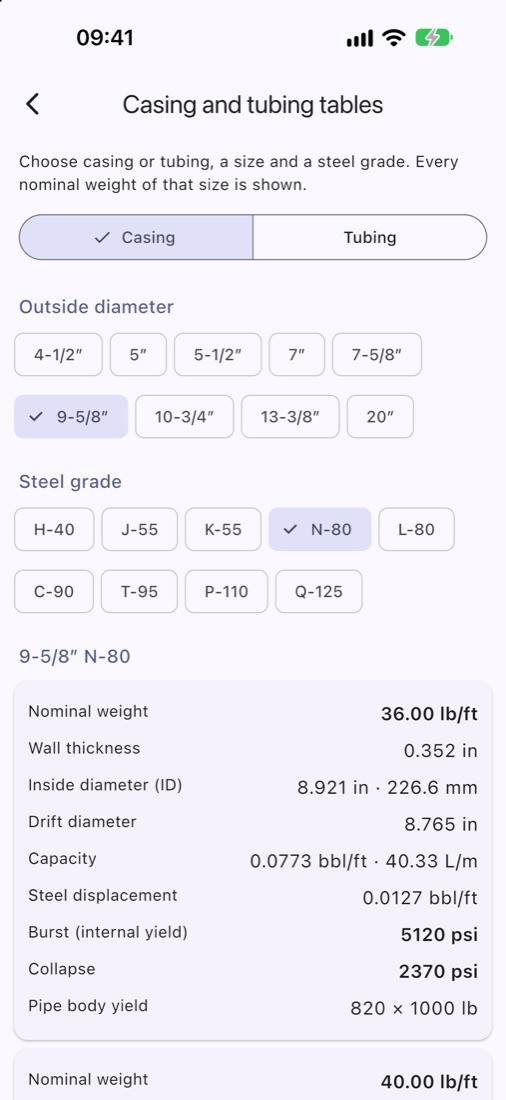 09:41
Casing and tubing tables
Choose casing or tubing, a size and a steel grade. Every
nominal weight of that size is shown.
Casing
Tubing
Outside diameter
4-1/2″
5″
5-1/2″
7″
7-5/8″
9-5/8″
10-3/4″
13-3/8″
20″
Steel grade
H-40
J-55
K-55
N-80
L-80
C-90
T-95
P-110
Q-125
9-5/8″ N-80
Nominal weight 36.00 lb/ft
Wall thickness 0.352 in
Inside diameter (ID) 8.921 in · 226.6 mm
Drift diameter 8.765 in
Capacity 0.0773 bbl/ft · 40.33 L/m
Steel displacement 0.0127 bbl/ft
Burst (internal yield) 5120 psi
Collapse 2370 psi
Pipe body yield 820 × 1000 lb
Nominal weight 40.00 lb/ft